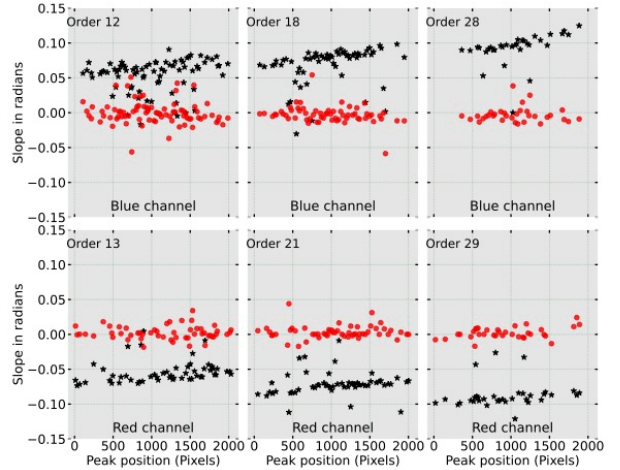 Order 12
Order 18
Order 28
Slope in radians
0.15
0.10
0.05
0.00
−0.05
−0.10
−0.15
Blue channel
Blue channel
Blue channel
Order 13
Order 21
Order 29
Slope in radians
0.10
0.05
0.00
−0.05
−0.10
−0.15
Red channel
Red channel
Red channel
0 500 1000 1500 2000 0 500 1000 1500 2000 0 500 1000 1500 2000
Peak position (Pixels) Peak position (Pixels) Peak position (Pixels)